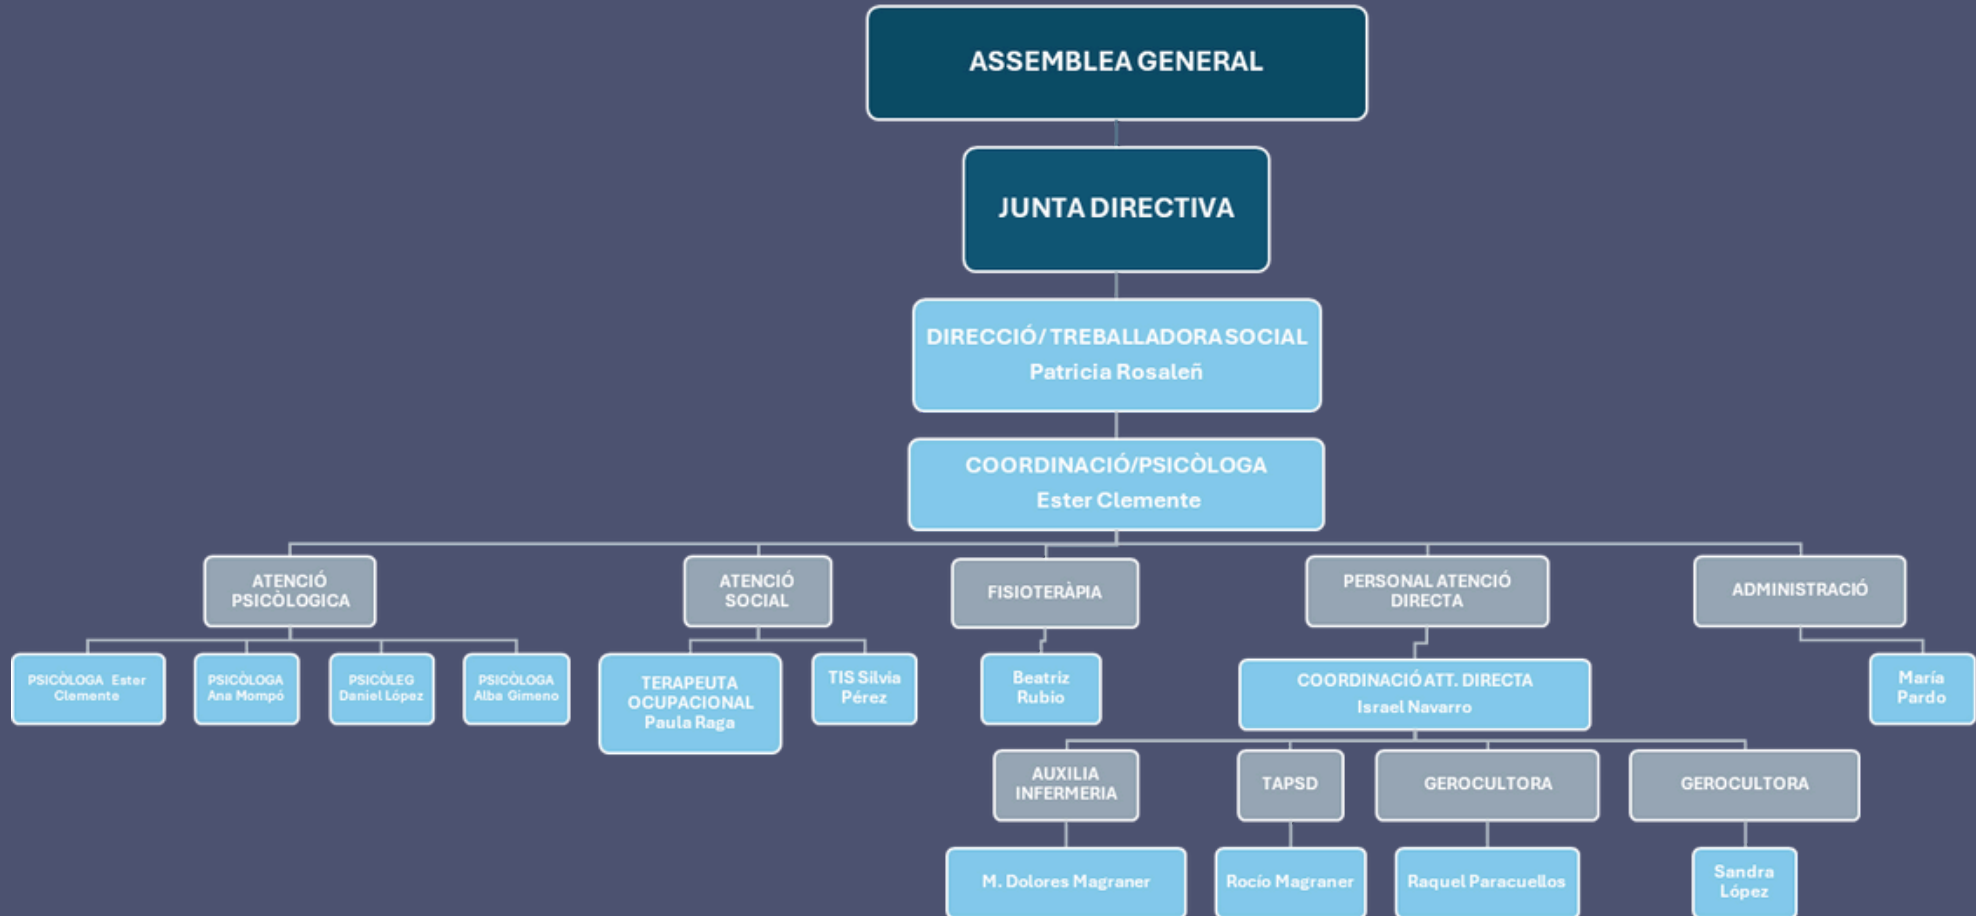 ASSEMBLEA GENERAL
JUNTA DIRECTIVA
DIRECCIÓ/ TREBALLADORA SOCIAL
Patricia Rosaleñ
COORDINACIÓ/PSICÒLOGA
Ester Clemente
ATENCIÓ
PSICÒLOGICA
ATENCIÓ
SOCIAL
FISIOTERÀPIA
PERSONAL ATENCIÓ
DIRECTA
ADMINISTRACIÓ
PSICÒLOGA Ester
Clemente
PSICÒLOGA
Ana Mompó
PSICÒLEG
Daniel López
PSICÒLOGA
Alba Gimeno
TERAPEUTA
OCUPACIONAL
Paula Raga
TIS Silvia
Pérez
Beatriz
Rubio
COORDINACIÓ ATT. DIRECTA
Israel Navarro
María
Pardo
AUXILIA
INFERMERIA
TAPSD
GEROCULTORA
GEROCULTORA
M. Dolores Magraner
Rocío Magraner
Raquel Paracuellos
Sandra
López